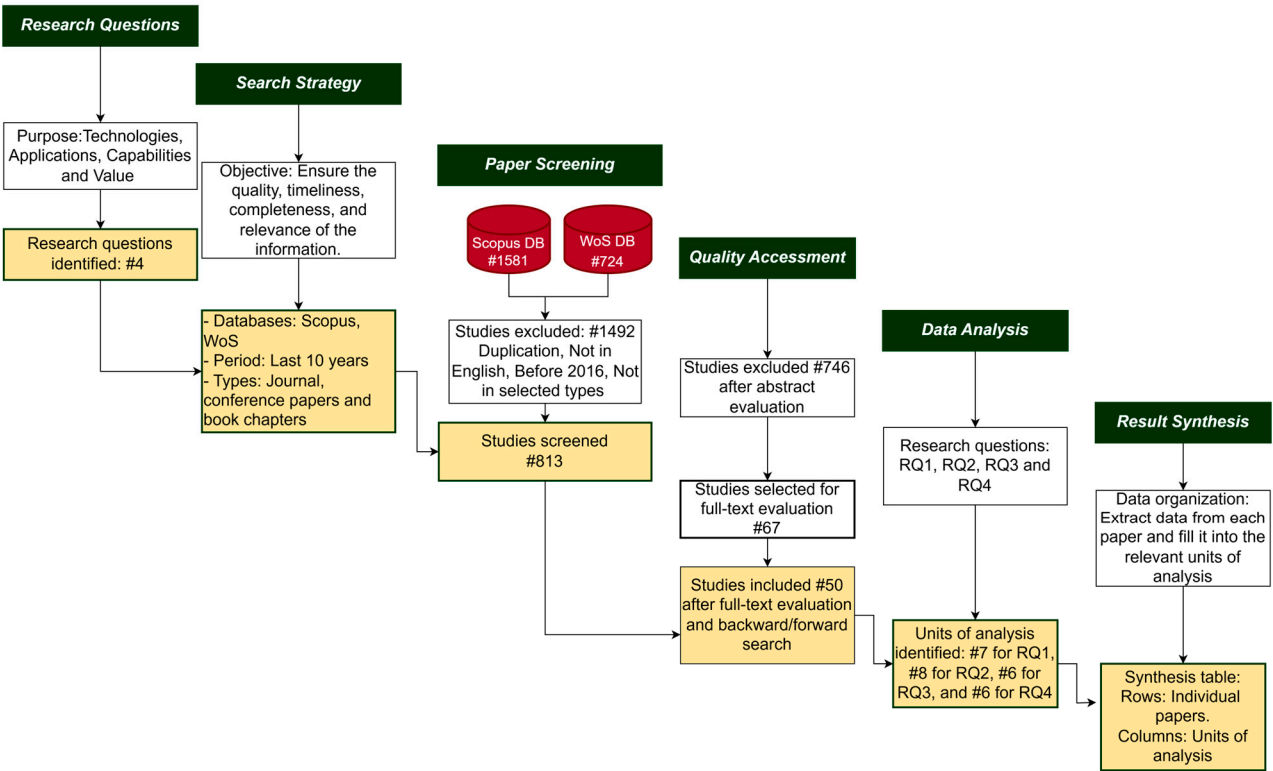 Research Questions
Purpose:Technologies,
Applications, Capabilities
and Value
Research questions
identified: #4
Search Strategy
Objective: Ensure the
quality, timeliness,
completeness, and
relevance of the
information.
- Databases: Scopus,
WoS
- Period: Last 10 years
- Types: Journal,
conference papers and
book chapters
Paper Screening
Scopus DB
#1581
WoS DB
#724
Studies excluded: #1492
Duplication, Not in
English, Before 2016, Not
in selected types
Studies screened
#813
Quality Accessment
Studies excluded #746
after abstract
evaluation
Studies selected for
full-text evaluation
#67
Studies included #50
after full-text evaluation
and backward/forward
search
Data Analysis
Research questions:
RQ1, RQ2, RQ3 and
RQ4
Units of analysis
identified: #7 for RQ1,
#8 for RQ2, #6 for
RQ3, and #6 for RQ4
Result Synthesis
Data organization:
Extract data from each
paper and fill it into the
relevant units of
analysis
Synthesis table:
Rows: Individual
papers.
Columns: Units of
analysis